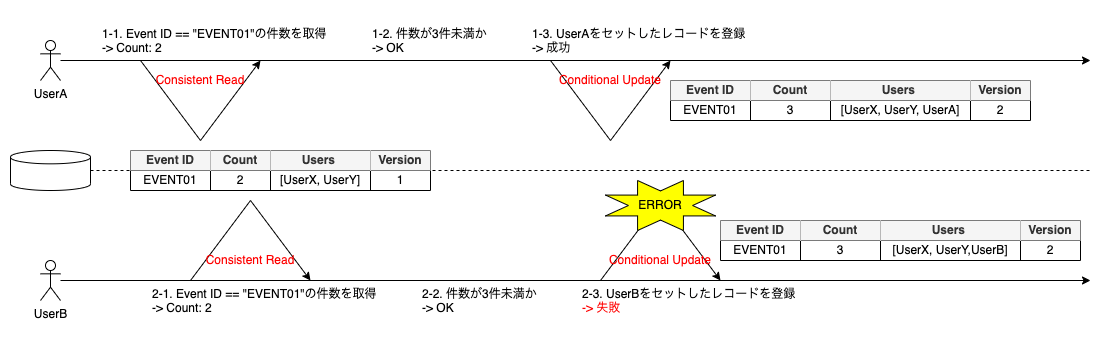 1-1. Event ID == "EVENT01"の件数を取得
-> Count: 2
1-2. 件数が3件未満か
-> OK
1-3. UserAをセットしたレコードを登録
-> 成功
UserA
Consistent Read
Conditional Update
Event ID Count Users Version
EVENT01 3 [UserX, UserY, UserA] 2
Event ID Count Users Version
EVENT01 2 [UserX, UserY] 1
ERROR
Event ID Count Users Version
EVENT01 3 [UserX, UserY,UserB] 2
Consistent Read
Conditional Update
UserB
2-1. Event ID == "EVENT01"の件数を取得
-> Count: 2
2-2. 件数が3件未満か
-> OK
2-3. UserBをセットしたレコードを登録
-> 失敗